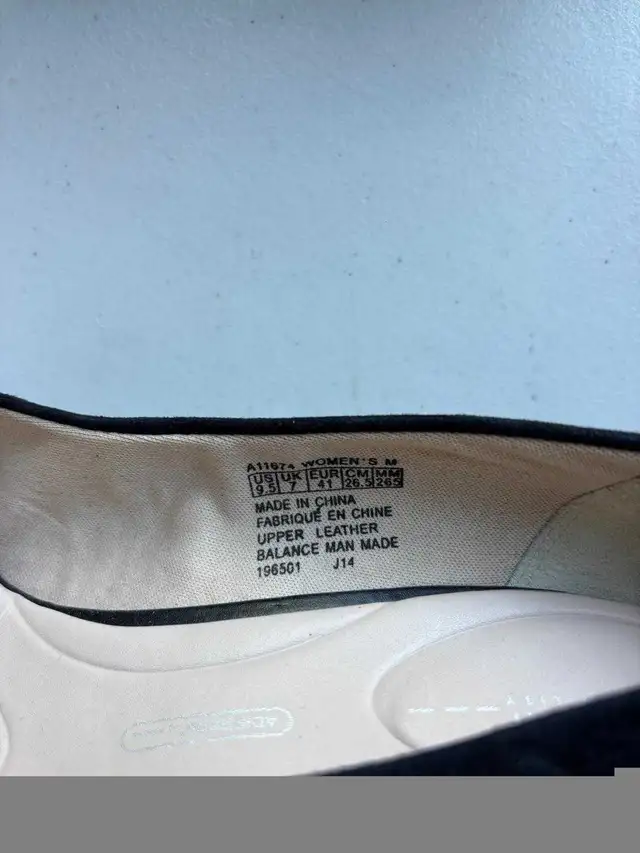 A11674 WOMEN'S M
US UK EUR CM MM
9.5 7 41 26.5 265
MADE IN CHINA
FABRIQUÉ EN CHINE
UPPER LEATHER
BALANCE MAN MADE
196501 J14